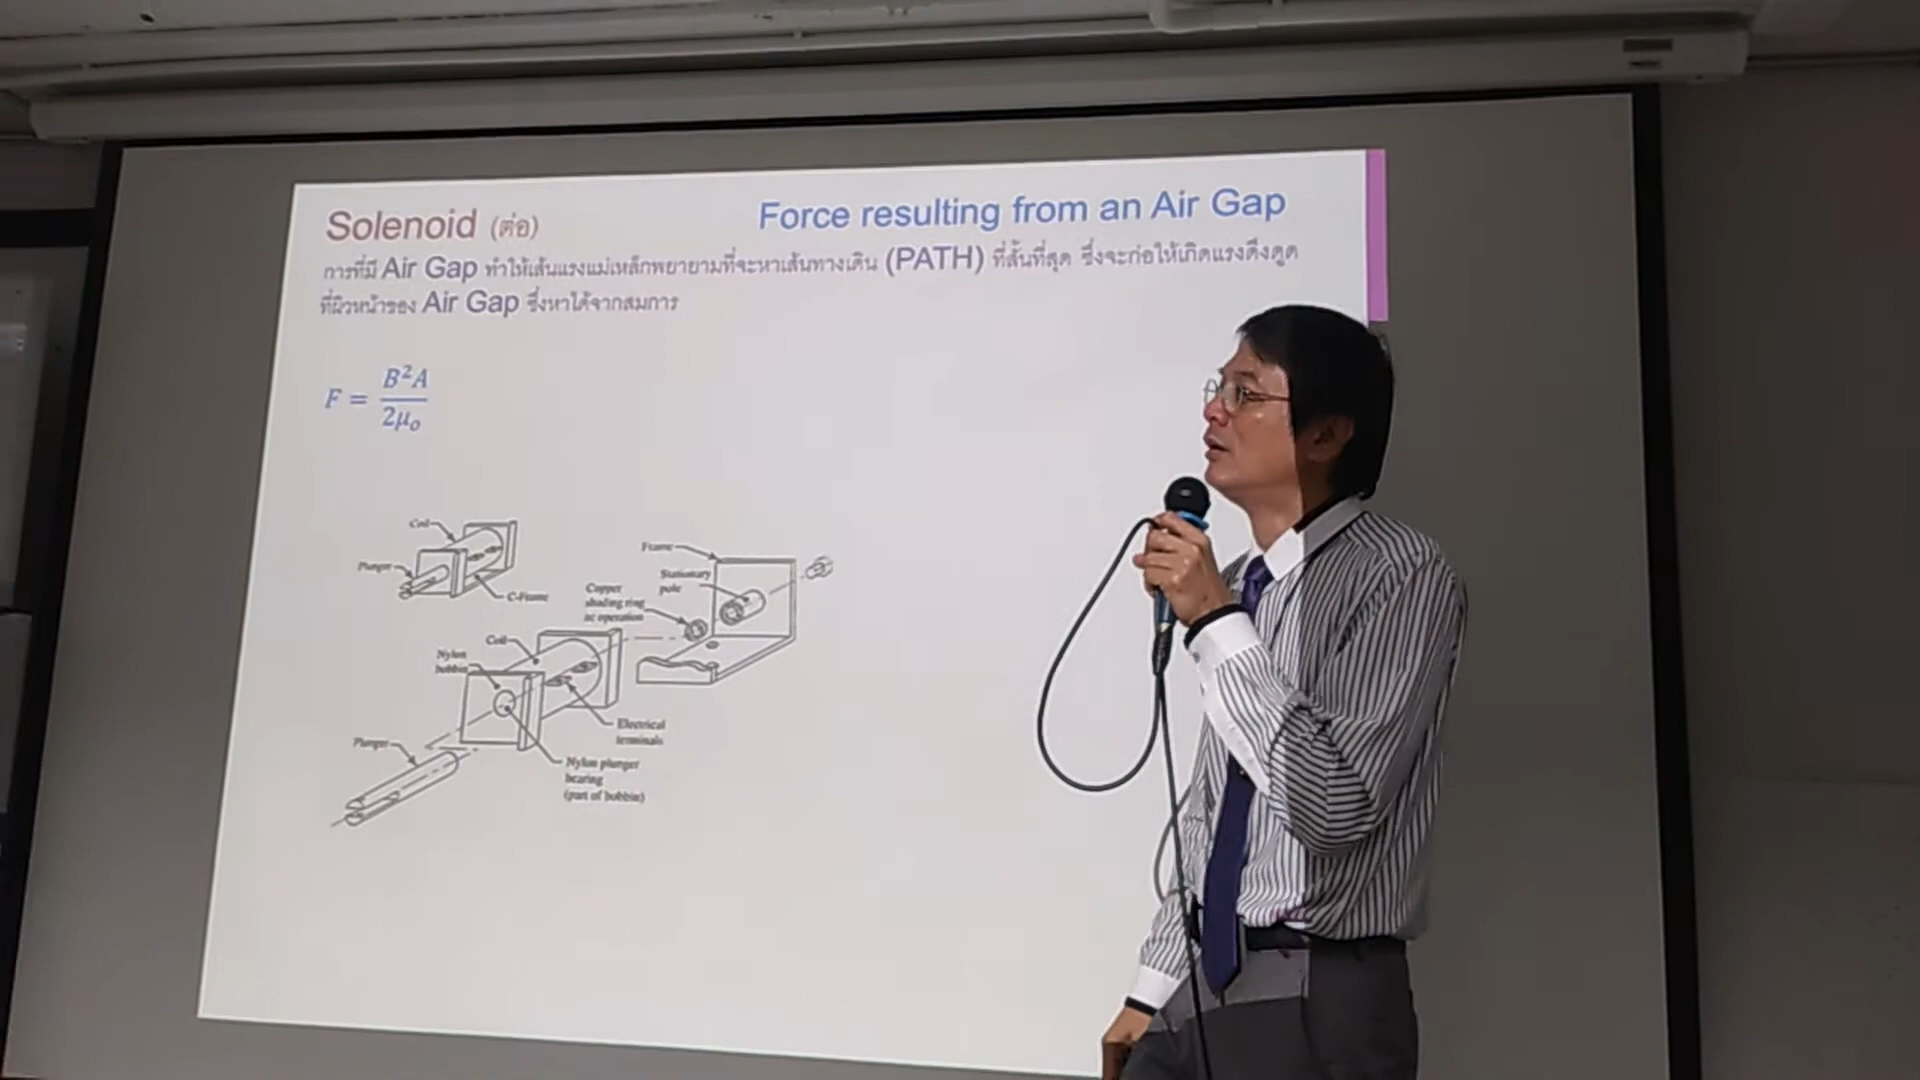 Solenoid (ต่อ)
Force resulting from an Air Gap
การที่มี Air Gap ทำให้เส้นแรงแม่เหล็กพยายามที่จะหาเส้นทางเดิน (PATH) ที่สั้นที่สุด ซึ่งจะก่อให้เกิดแรงดึงดูด
ที่ผิวหน้าของ Air Gap ซึ่งหาได้จากสมการ
F = B²A / 2μₒ
Coil
Plunger
C-Frame
Frame
Stationary
pole
Copper
shading ring
ac operation
Coil
Nylon
bobbin
Electrical
terminals
Plunger
Nylon plunger
bearing
(part of bobbin)